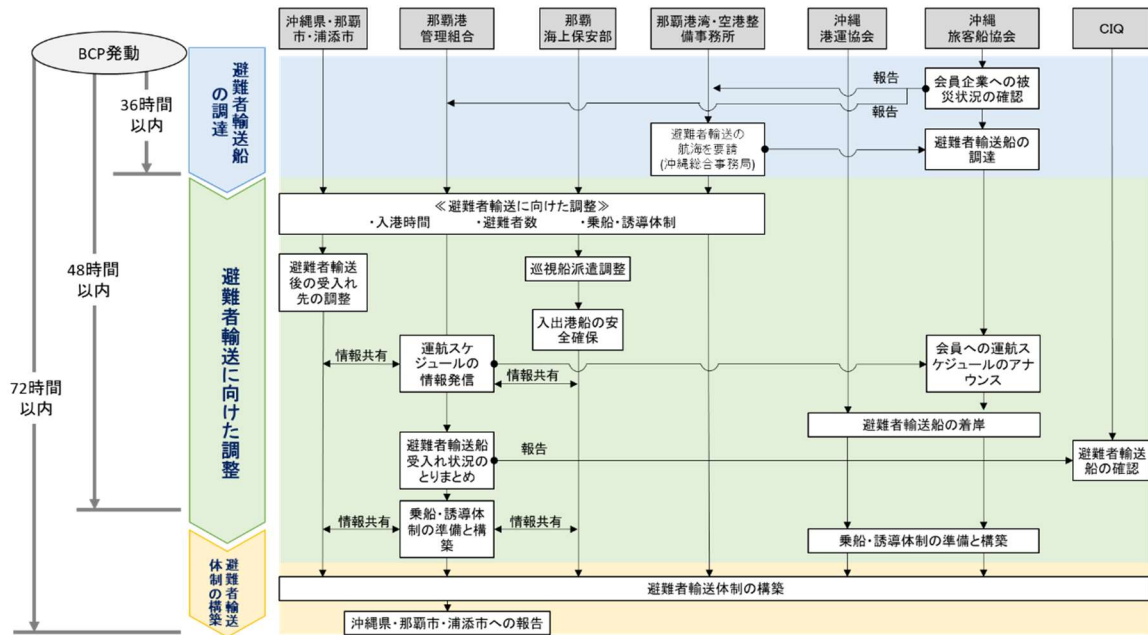 沖縄県・那覇
市・浦添市
那覇港
管理組合
那覇
海上保安部
那覇港湾・空港整
備事務所
沖縄
港運協会
沖縄
旅客船協会
CIQ
BCP発動
36時間
以内
48時間
以内
72時間
以内
避難者輸送船
の調達
避難者輸送に向けた調整
避難者輸送
体制の構築
報告
報告
会員企業への被
災状況の確認
避難者輸送の
航海を要請
(沖縄総合事務局)
避難者輸送船の
調達
≪避難者輸送に向けた調整≫
・入港時間 ・避難者数 ・乗船・誘導体制
避難者輸送
後の受入れ
先の調整
巡視船派遣調整
入出港船の安
全確保
情報共有
運航スケ
ジュールの
情報発信
情報共有
会員への運航ス
ケジュールのアナ
ウンス
避難者輸送船の着岸
避難者輸送船
受入れ状況の
とりまとめ
報告
避難者輸送
船の確認
情報共有
乗船・誘導体
制の準備と構
築
情報共有
乗船・誘導体制の準備と構築
避難者輸送体制の構築
沖縄県・那覇市・浦添市への報告